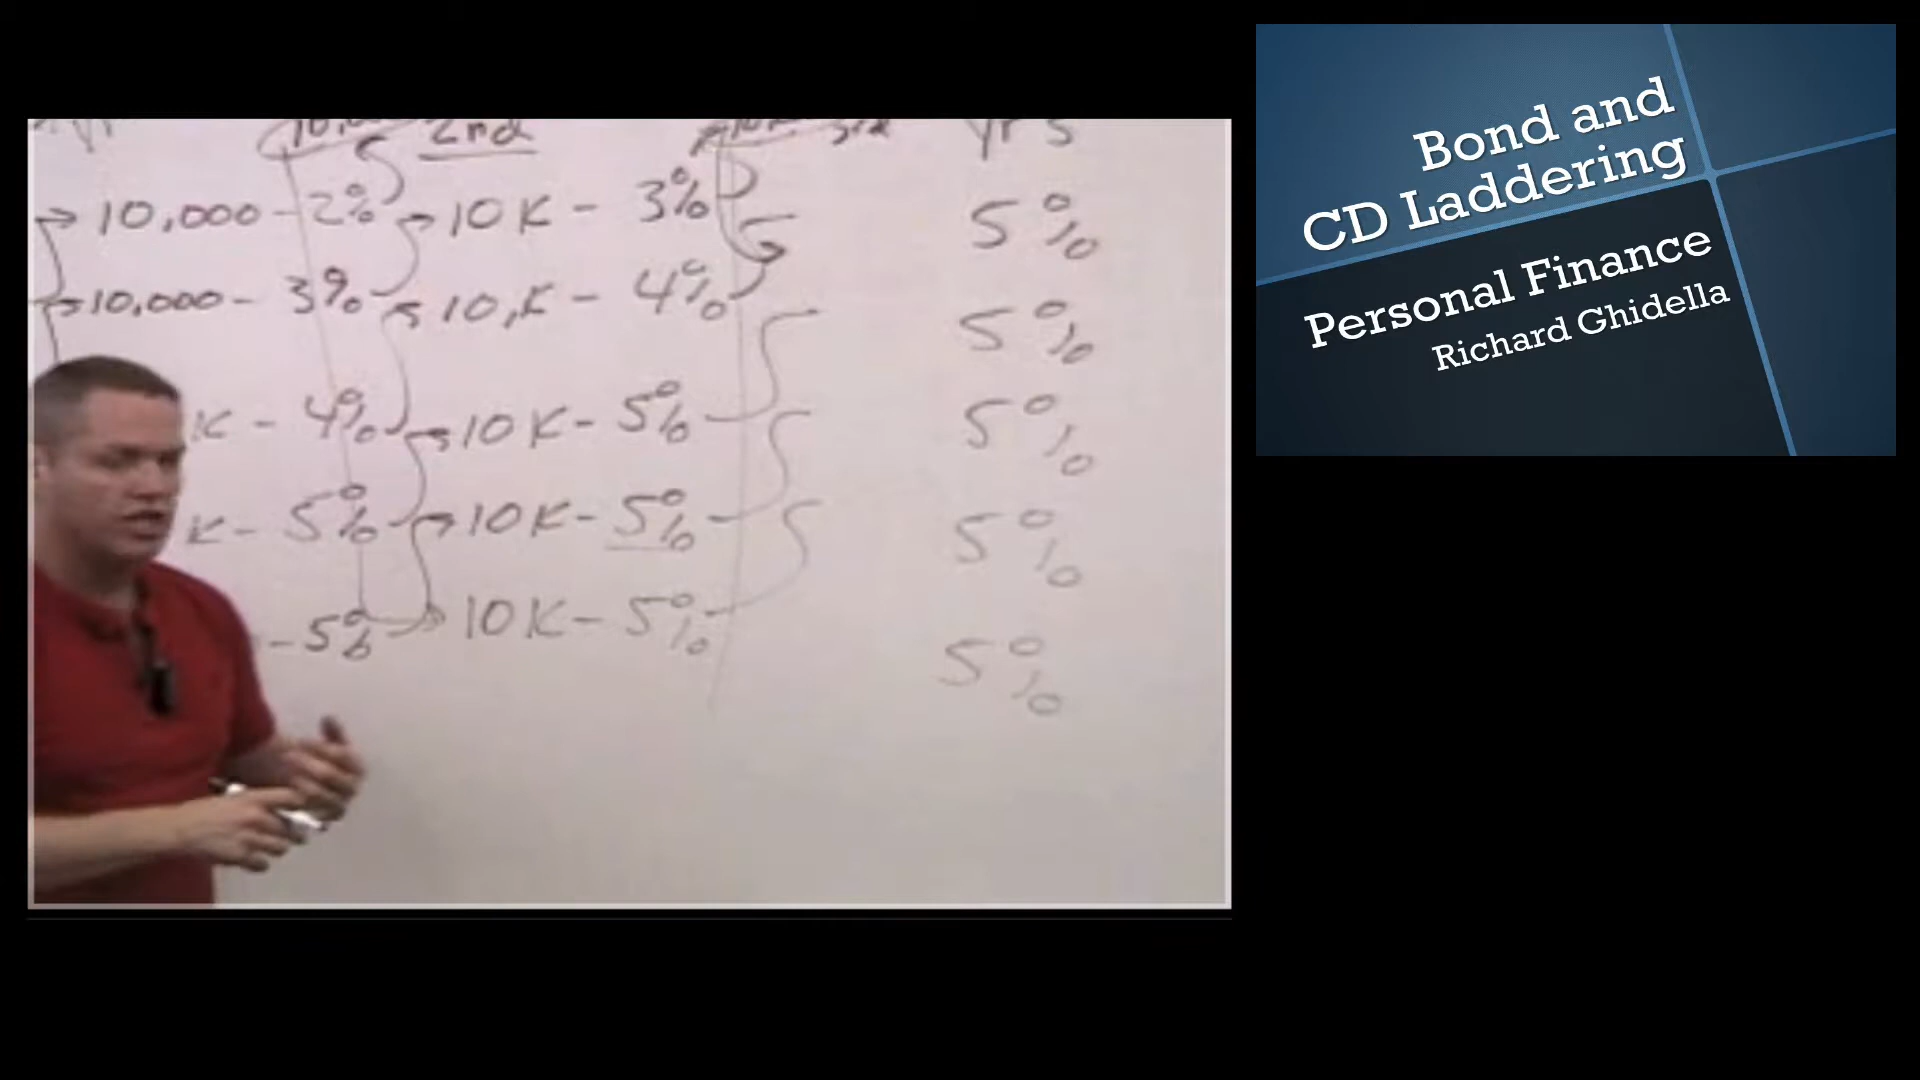 2nd 3rd yrs
10,000 - 2% 10K - 3% 5%
10,000 - 3% 10,K - 4% 5%
K - 4% 10K - 5% 5%
K - 5% 10K - 5% 5%
- 5% 10K - 5% 5%
Bond and
CD Laddering
Personal Finance
Richard Ghidella